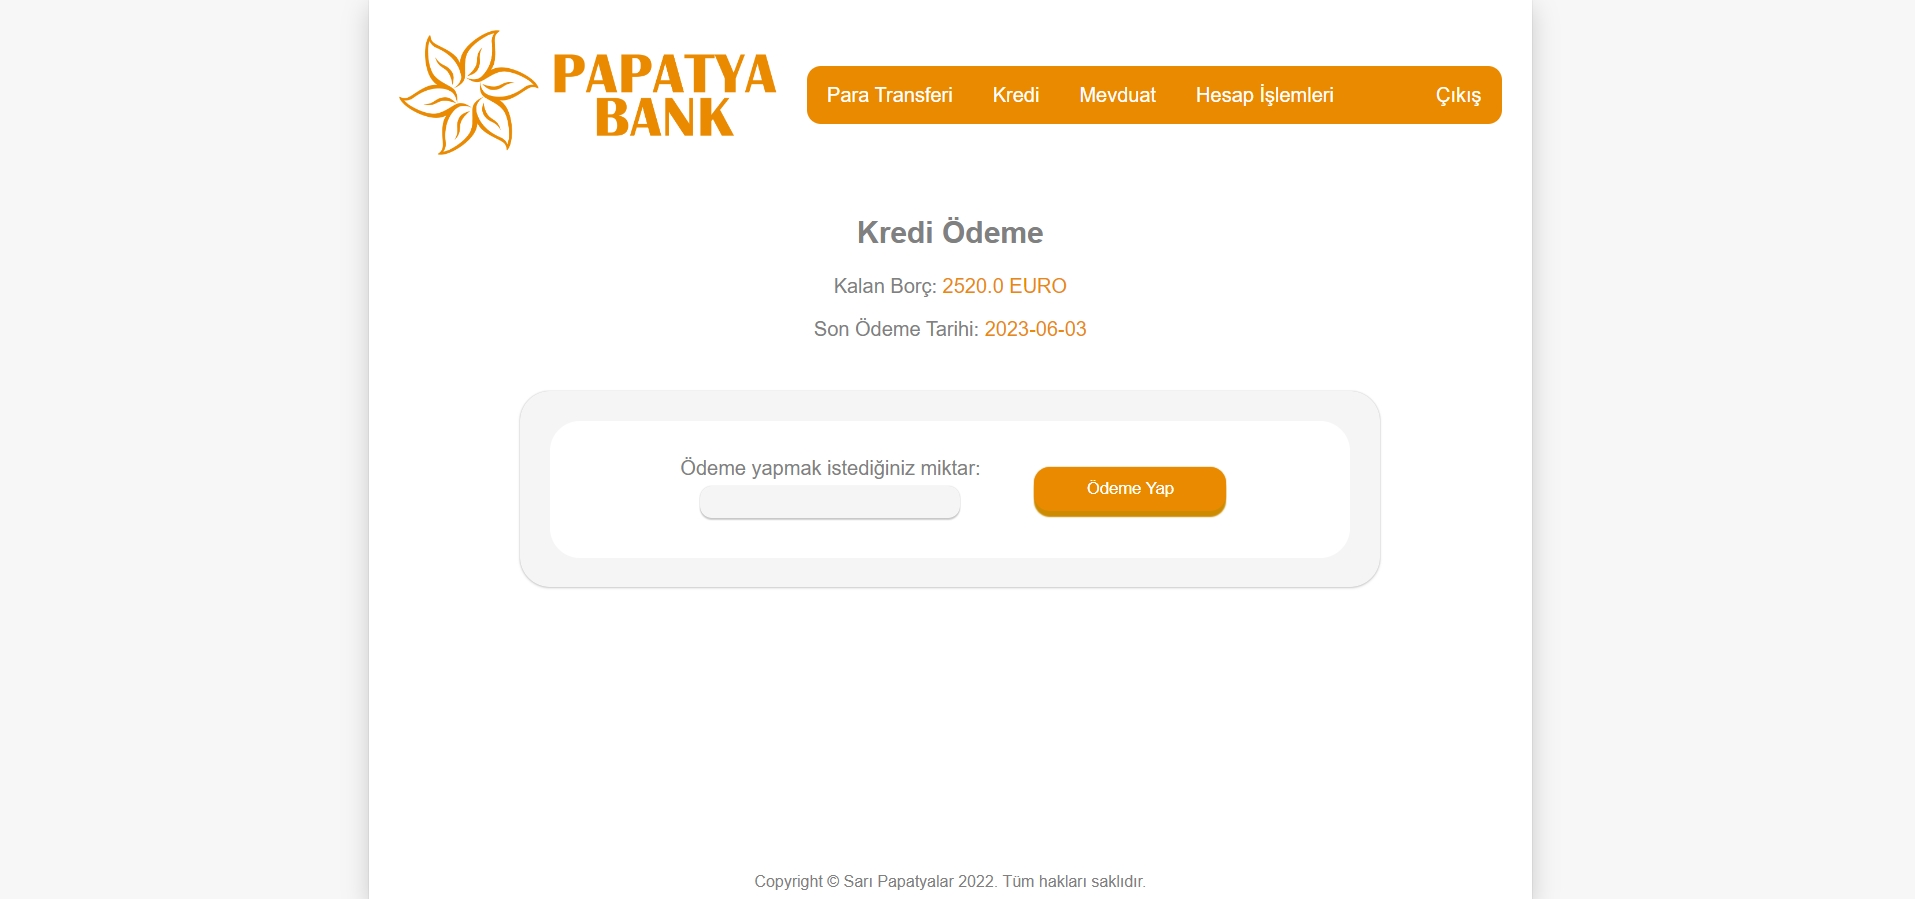 PAPATYA
BANK
Para Transferi Kredi Mevduat Hesap İşlemleri Çıkış
Kredi Ödeme
Kalan Borç: 2520.0 EURO
Son Ödeme Tarihi: 2023-06-03
Ödeme yapmak istediğiniz miktar:
Ödeme Yap
Copyright © Sarı Papatyalar 2022. Tüm hakları saklıdır.